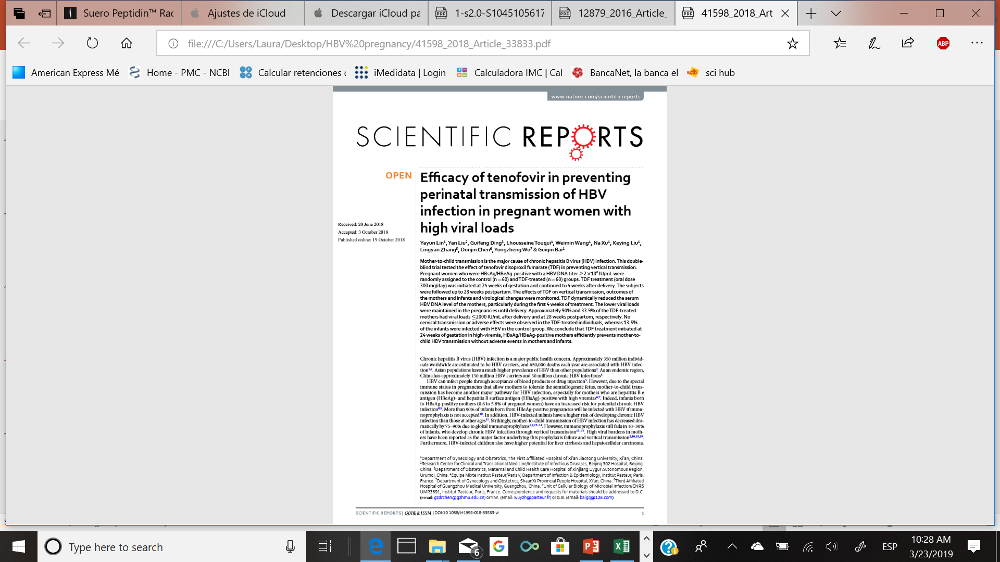 Suero Peptidin™ Rad
Ajustes de iCloud
Descargar iCloud pa
1-s2.0-S1045105617
12879_2016_Article_
41598_2018_Art
file:///C:/Users/Laura/Desktop/HBV%20pregnancy/41598_2018_Article_33833.pdf
ABP
American Express Mé
Home - PMC - NCBI
Calcular retenciones
iMedidata | Login
Calculadora IMC | Cal
BancaNet, la banca el
sci hub
www.nature.com/scientificreports
SCIENTIFIC REPORTS
OPEN
Efficacy of tenofovir in preventing
perinatal transmission of HBV
infection in pregnant women with
high viral loads
Received: 20 June 2018
Accepted: 3 October 2018
Published online: 19 October 2018
Yayun Lin1, Yan Liu2, Guifeng Ding3, Lhousseine Touqui4, Weimin Wang1, Na Xu1, Keying Liu1,
Lingyan Zhang5, Dunjin Chen6, Yongzheng Wu7 & Guiqin Bai1
Mother-to-child transmission is the major cause of chronic hepatitis B virus (HBV) infection. This double-
blind trial tested the effect of tenofovir disoproxil fumarate (TDF) in preventing vertical transmission.
Pregnant women who were HBsAg/HBeAg-positive with a HBV DNA titer ≥2 ×10⁶ IU/mL were
randomly assigned to the control (n=60) and TDF-treated (n=60) groups. TDF treatment (oral dose
300 mg/day) was initiated at 24 weeks of gestation and continued to 4 weeks after delivery. The subjects
were followed up to 28 weeks postpartum. The effects of TDF on vertical transmission, outcomes of
the mothers and infants and virological changes were monitored. TDF dynamically reduced the serum
HBV DNA level of the mothers, particularly during the first 4 weeks of treatment. The lower viral loads
were maintained in the pregnancies until delivery. Approximately 90% and 33.9% of the TDF-treated
mothers had viral loads ≤2000 IU/mL after delivery and at 28 weeks postpartum, respectively. No
cervical transmission or adverse effects were observed in the TDF-treated individuals, whereas 13.5%
of the infants were infected with HBV in the control group. We conclude that TDF treatment initiated at
24 weeks of gestation in high-viremia, HBsAg/HBeAg-positive mothers efficiently prevents mother-to-
child HBV transmission without adverse events in mothers and infants.
Chronic hepatitis B virus (HBV) infection is a major public health concern. Approximately 350 million individ-
uals worldwide are estimated to be HBV carriers, and 650,000 deaths each year are associated with HBV infec-
tion1,2. Asian populations have a much higher prevalence of HBV than other populations3. As an endemic region,
China has approximately 130 million HBV carriers and 30 million chronic HBV infections4.
HBV can infect people through acceptance of blood products or drug injection5. However, due to the special
immune status in pregnancies that allow mothers to tolerate the semiallogeneic fetus, mother-to-child trans-
mission has become another major pathway for HBV infection, especially for mothers who are hepatitis B e
antigen (HBeAg)- and hepatitis B surface antigen (HBsAg)-positive with high viremias6,7. Indeed, infants born
to HBsAg-positive mothers (0.6 to 5.8% of pregnant women) have an increased risk for potential chronic HBV
infection8,9. More than 90% of infants born from HBeAg-positive pregnancies will be infected with HBV if immu-
noprophylaxis is not accepted10. In addition, HBV-infected infants have a higher risk of developing chronic HBV
infection than those at other ages11. Strikingly, mother-to-child transmission of HBV infection has decreased dra-
matically by 75–90% due to global immunoprophylaxis1,2,12–14. However, immunoprophylaxis still fails in 10–30%
of infants, who develop chronic HBV infection through vertical transmission15–17. High viral burdens in moth-
ers have been reported as the major factor underlying this prophylaxis failure and vertical transmission2,10,18,19.
Furthermore, HBV-infected children also have higher potential for liver cirrhosis and hepatocellular carcinoma.
1Department of Gynecology and Obstetrics, The First Affiliated Hospital of Xi'an Jiaotong University, Xi'an, China.
2Research Center for Clinical and Translational Medicine/Institute of Infectious Diseases, Beijing 302 Hospital, Beijing,
China. 3Department of Obstetrics, Maternal and Child Health Care Hospital of Xinjiang Uygur Autonomous Region,
Urumqi, China. 4Equipe Mixte Institut Pasteur/Paris V, Department of Infection & Epidemiology, Institut Pasteur, Paris,
France. 5Department of Gynecology and Obstetrics, ShaanXi Provincial People Hospital, Xi'an, China. 6Third Affiliated
Hospital of Guangzhou Medical University, Guangzhou, China. 7Unit of Cellular Biology of Microbial Infection/CNRS
UMR3691, Institut Pasteur, Paris, France. Correspondence and requests for materials should be addressed to D.C.
(email: gzdrchen@gzhmu.edu.cn) or Y.W. (email: wuyzh@pasteur.fr) or G.B. (email: baigq@126.com)
SCIENTIFIC REPORTS | (2018) 8:15514 | DOI:10.1038/s41598-018-33833-w
1
Type here to search
6
ESP
10:28 AM
3/23/2019